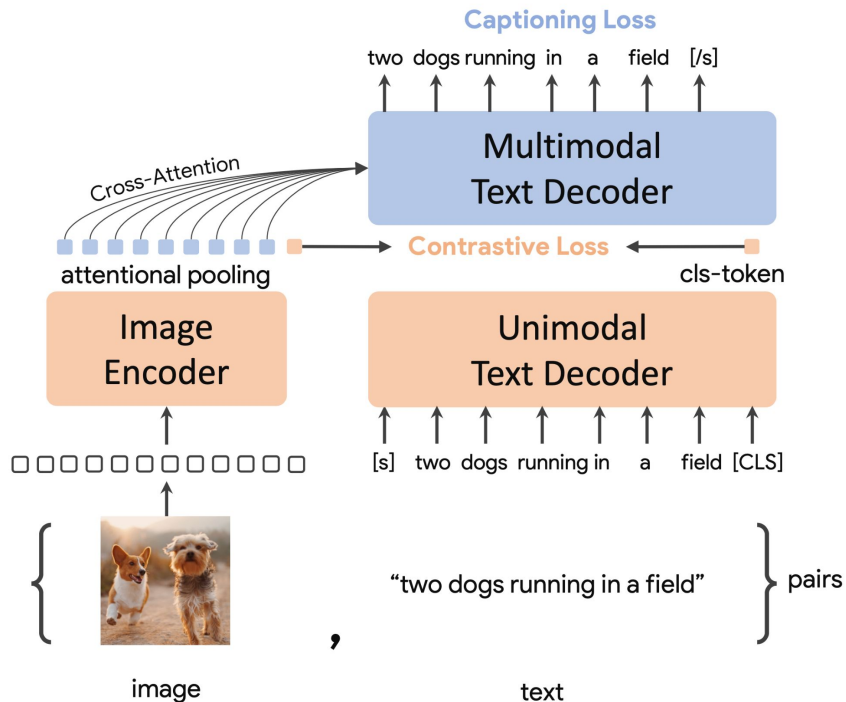 Captioning Loss
two dogs running in a field [/s]
Multimodal
Text Decoder
Cross-Attention
Contrastive Loss
attentional pooling
cls-token
Image
Encoder
Unimodal
Text Decoder
[s] two dogs running in a field [CLS]
“two dogs running in a field”
pairs
,
image
text